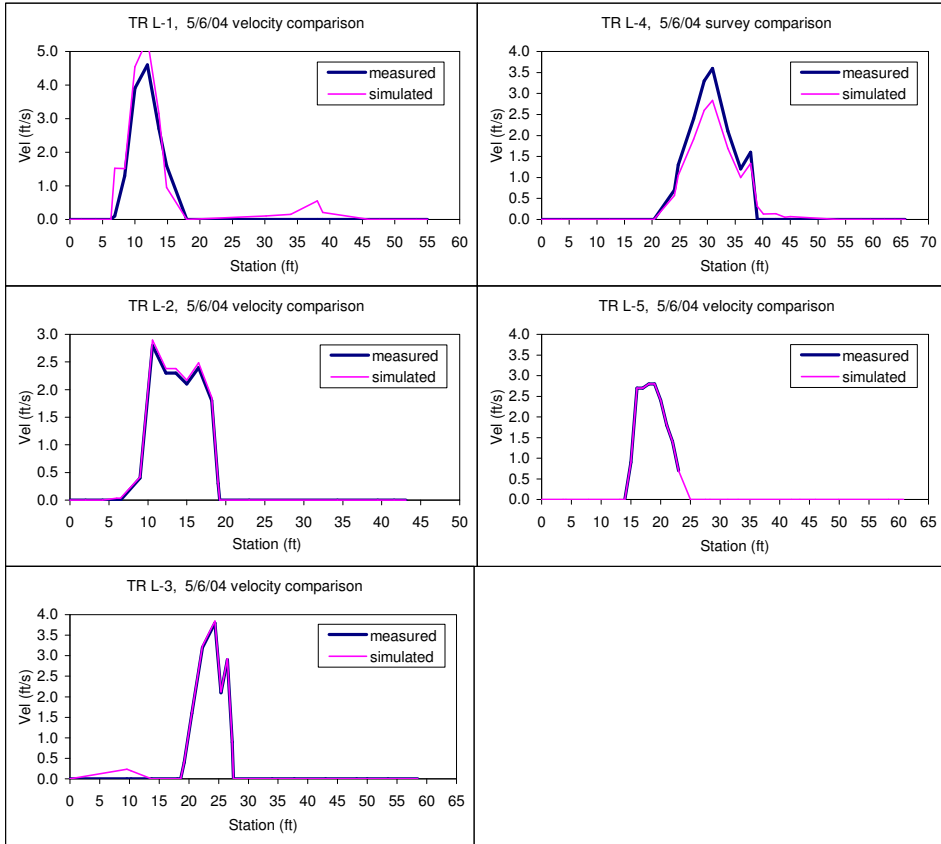 TR L-1, 5/6/04 velocity comparison
5.0
4.0
3.0
2.0
1.0
0.0
Vel (ft/s)
measured
simulated
0 5 10 15 20 25 30 35 40 45 50 55 60
Station (ft)
TR L-4, 5/6/04 survey comparison
4.0
3.5
3.0
2.5
2.0
1.5
1.0
0.5
0.0
Vel (ft/s)
measured
simulated
0 5 10 15 20 25 30 35 40 45 50 55 60 65 70
Station (ft)
TR L-2, 5/6/04 velocity comparison
3.0
2.5
2.0
1.5
1.0
0.5
0.0
Vel (ft/s)
measured
simulated
0 5 10 15 20 25 30 35 40 45 50
Station (ft)
TR L-5, 5/6/04 velocity comparison
4.0
3.5
3.0
2.5
2.0
1.5
1.0
0.5
0.0
Vel (ft/s)
measured
simulated
0 5 10 15 20 25 30 35 40 45 50 55 60 65
Station (ft)
TR L-3, 5/6/04 velocity comparison
4.0
3.5
3.0
2.5
2.0
1.5
1.0
0.5
0.0
Vel (ft/s)
measured
simulated
0 5 10 15 20 25 30 35 40 45 50 55 60 65
Station (ft)